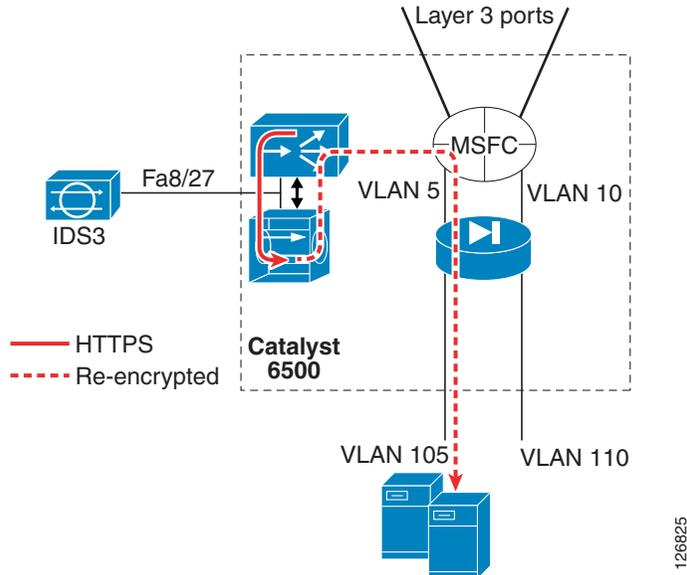 Layer 3 ports
MSFC
Fa8/27
VLAN 5
VLAN 10
IDS3
HTTPS
Re-encrypted
Catalyst
6500
VLAN 105
VLAN 110
126825